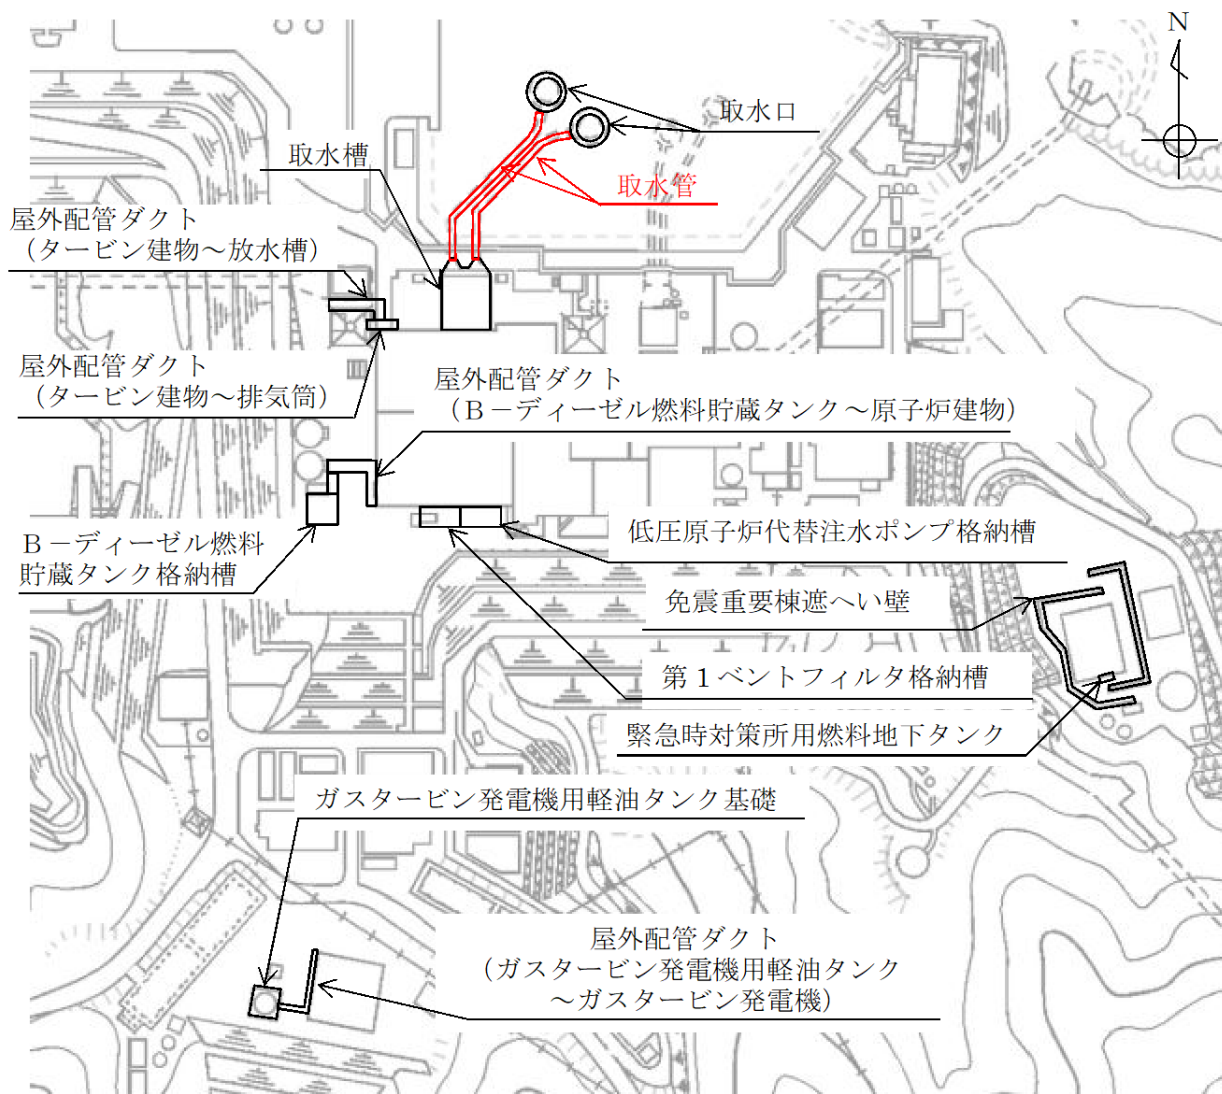 N
取水口
取水槽
取水管
屋外配管ダクト
(タービン建物～放水槽)
屋外配管ダクト
(タービン建物～排気筒)
屋外配管ダクト
(B－ディーゼル燃料貯蔵タンク～原子炉建物)
B－ディーゼル燃料
貯蔵タンク格納槽
低圧原子炉代替注水ポンプ格納槽
免震重要棟遮へい壁
第1ベントフィルタ格納槽
緊急時対策所用燃料地下タンク
ガスタービン発電機用軽油タンク基礎
屋外配管ダクト
(ガスタービン発電機用軽油タンク
～ガスタービン発電機)